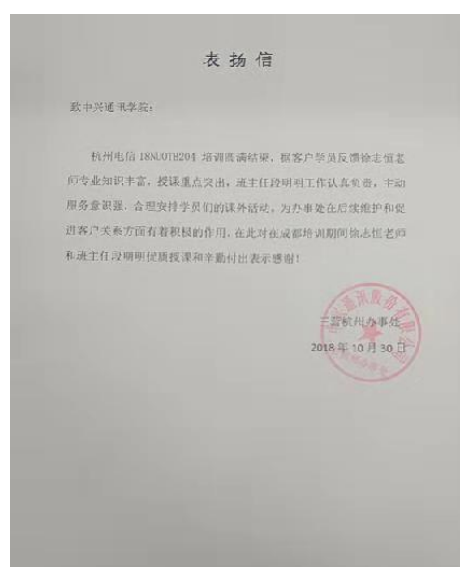 表扬信
致中兴通讯学院：
杭州电信 18NUOTH204 培训圆满结束，据客户学员反馈徐志恒老
师专业知识丰富，授课重点突出，班主任段明明工作认真负责，主动
服务意识强，合理安排学员们的课外活动，为办事处在后续维护和促
进客户关系方面有着积极的作用，在此对在成都培训期间徐志恒老师
和班主任段明明优质授课和辛勤付出表示感谢！
三营杭州办事处
2018 年 10 月 30 日